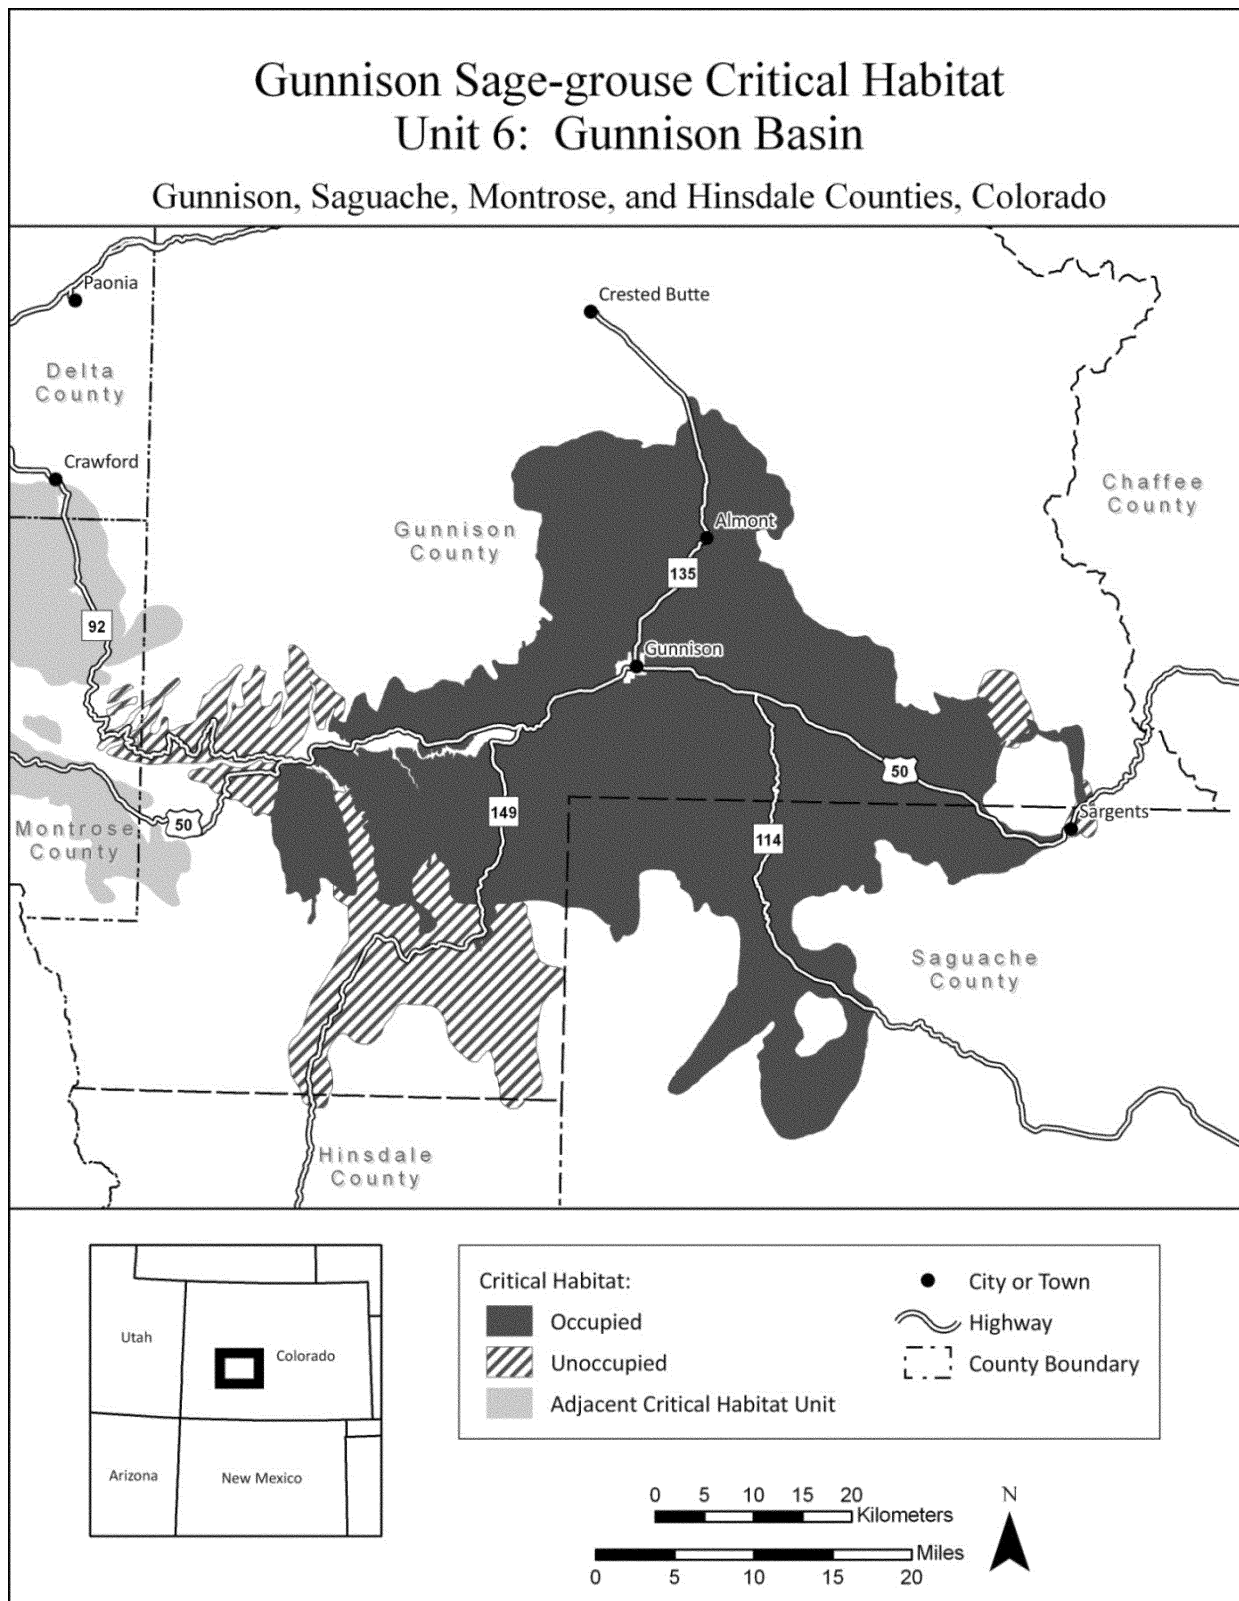 Gunnison Sage-grouse Critical Habitat
Unit 6: Gunnison Basin
Gunnison, Saguache, Montrose, and Hinsdale Counties, Colorado
Paonia
Crested Butte
Delta
County
Crawford
Chaffee
County
Gunnison
County
Almont
135
92
Gunnison
50
149
Sargents
50
Montrose
County
114
Saguache
County
Hinsdale
County
Utah
Colorado
Arizona
New Mexico
Critical Habitat:
Occupied
Unoccupied
Adjacent Critical Habitat Unit
City or Town
Highway
County Boundary
0 5 10 15 20
Kilometers
Miles
0 5 10 15 20
N